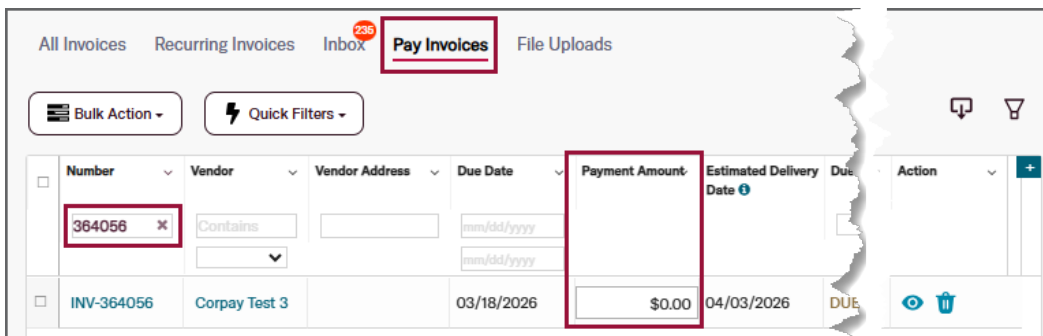 235
All Invoices Recurring Invoices Inbox Pay Invoices File Uploads
Bulk Action Quick Filters
Number Vendor Vendor Address Due Date Payment Amount Estimated Delivery Due Action +
Date
364056 Contains mm/dd/yyyy
mm/dd/yyyy
INV-364056 Corpay Test 3 03/18/2026 $0.00 04/03/2026 DUE